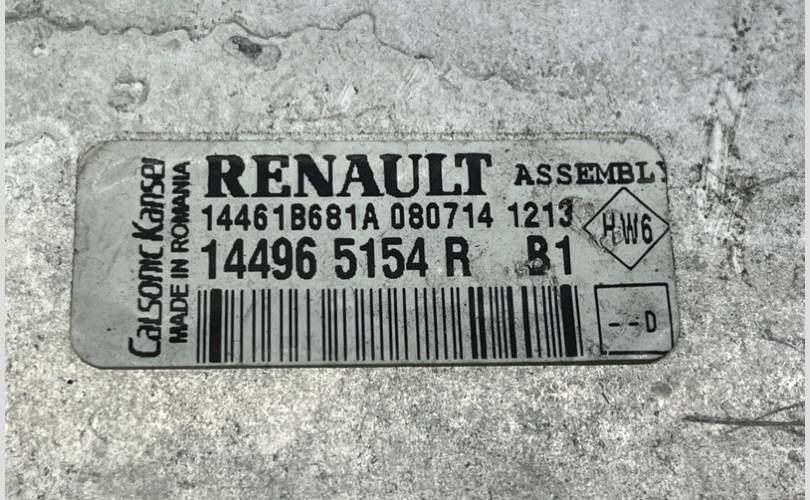 Calsonic Kansei
MADE IN ROMANIA
RENAULT ASSEMBLY
14461B681A 080714 1213
14496 5154 R B1
HW6
--D